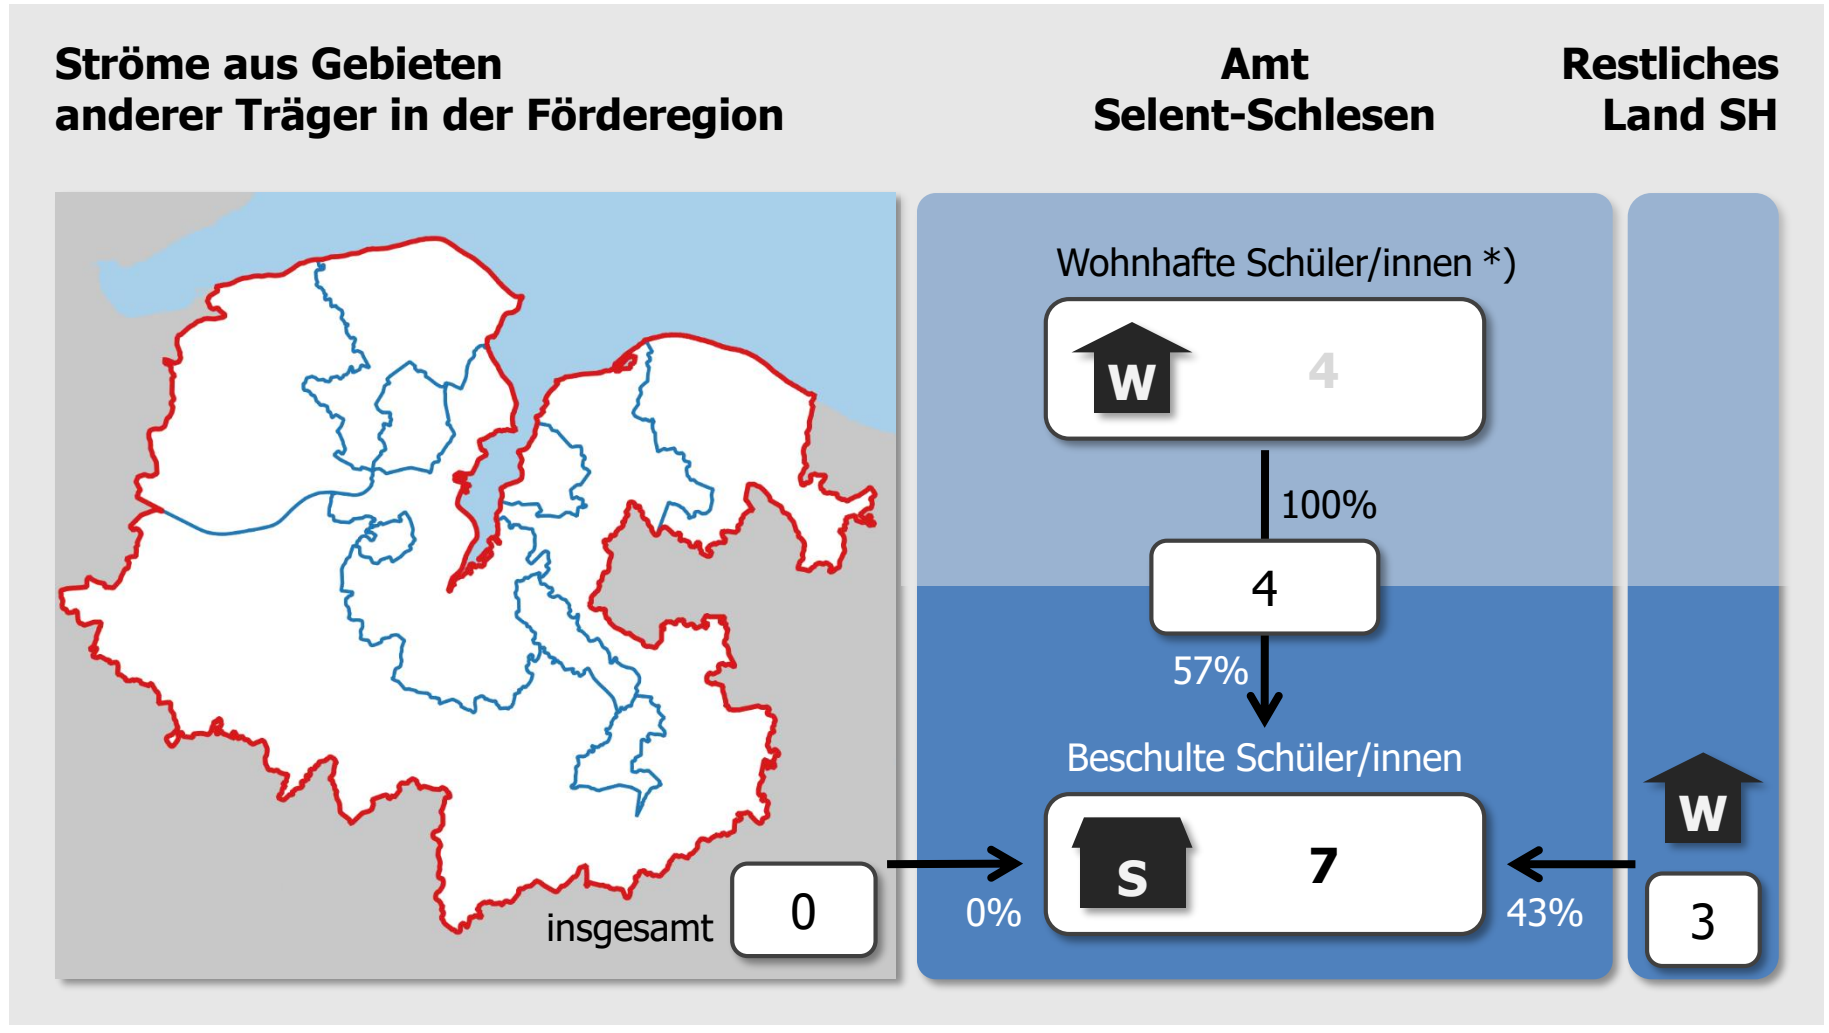 Ströme aus Gebieten
anderer Träger in der Förderegion
Amt
Selent-Schlesen
Restliches
Land SH
Wohnhafte Schüler/innen *)
W
4
100%
4
57%
Beschulte Schüler/innen
S
7
W
insgesamt
0
0%
43%
3